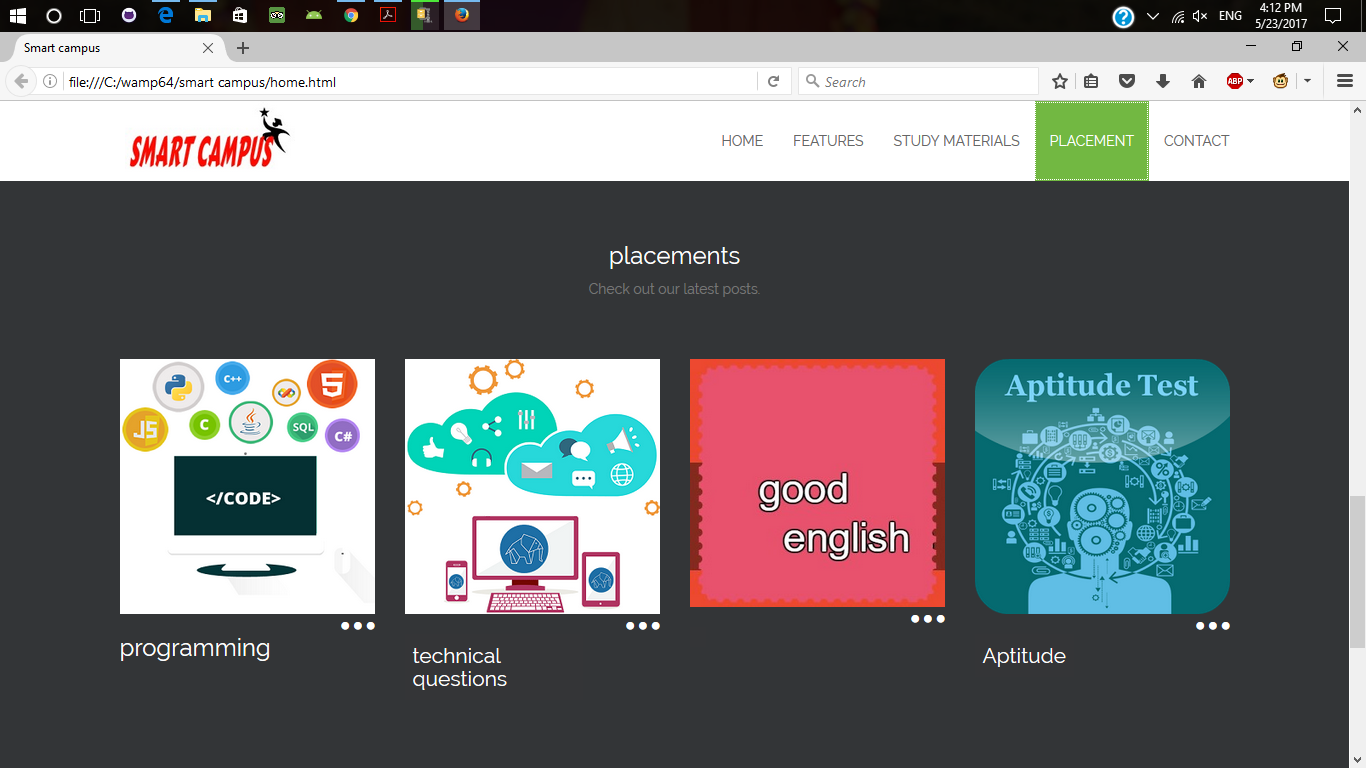 ENG
4:12 PM
5/23/2017
Smart campus
file:///C:/wamp64/smart campus/home.html
Search
ABP
SMART CAMPUS
HOME FEATURES STUDY MATERIALS PLACEMENT CONTACT
placements
Check out our latest posts.
C++
5
JS
C
SQL
C#
</CODE>
programming
technical
questions
good
english
Aptitude Test
Aptitude